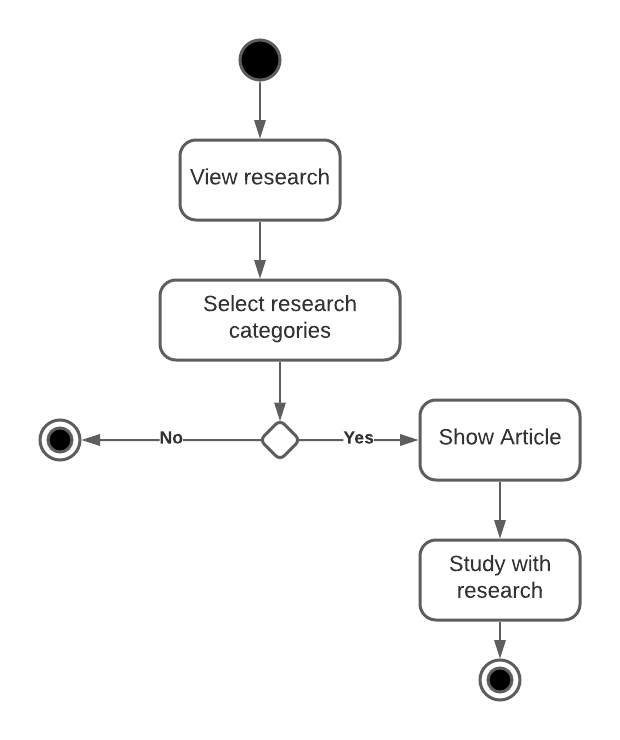 View research
Select research
categories
No
Yes
Show Article
Study with
research